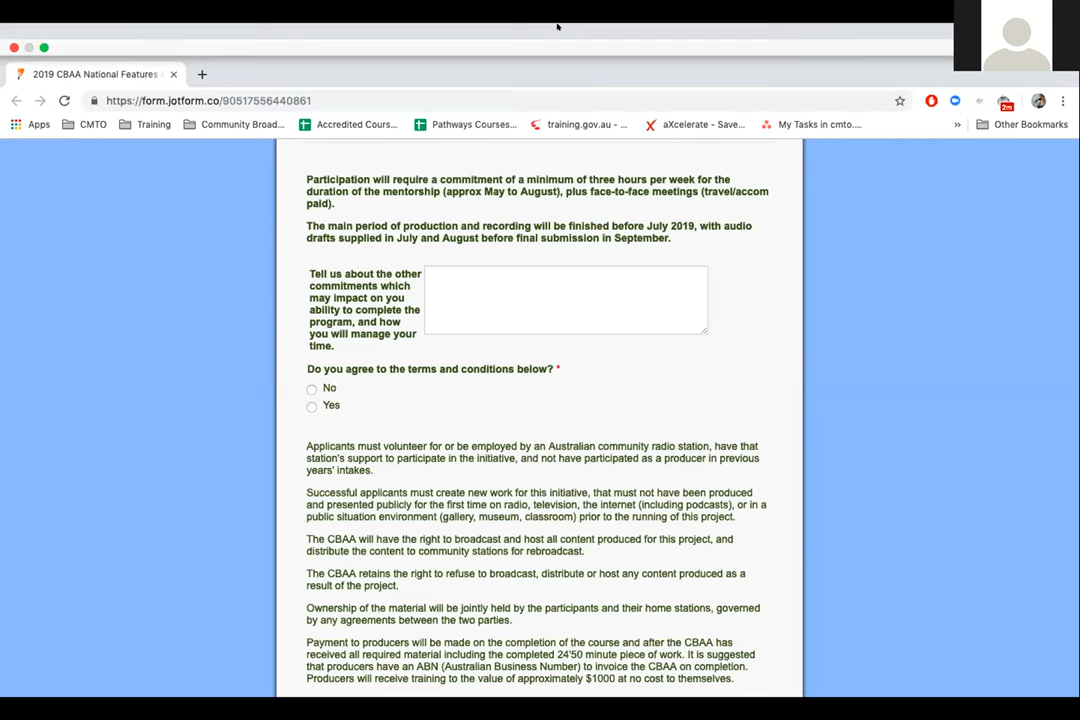 2019 CBAA National Features
https://form.jotform.co/90517556440861
2m
Apps
CMTO
Training
Community Broad...
Accredited Cours...
Pathways Courses...
training.gov.au - ...
aXcelerate - Save...
My Tasks in cmto....
»
Other Bookmarks
Participation will require a commitment of a minimum of three hours per week for the
duration of the mentorship (approx May to August), plus face-to-face meetings (travel/accom
paid).
The main period of production and recording will be finished before July 2019, with audio
drafts supplied in July and August before final submission in September.
Tell us about the other
commitments which
may impact on you
ability to complete the
program, and how
you will manage your
time.
Do you agree to the terms and conditions below? *
No
Yes
Applicants must volunteer for or be employed by an Australian community radio station, have that
station's support to participate in the initiative, and not have participated as a producer in previous
years' intakes.
Successful applicants must create new work for this initiative, that must not have been produced
and presented publicly for the first time on radio, television, the internet (including podcasts), or in a
public situation environment (gallery, museum, classroom) prior to the running of this project.
The CBAA will have the right to broadcast and host all content produced for this project, and
distribute the content to community stations for rebroadcast.
The CBAA retains the right to refuse to broadcast, distribute or host any content produced as a
result of the project.
Ownership of the material will be jointly held by the participants and their home stations, governed
by any agreements between the two parties.
Payment to producers will be made on the completion of the course and after the CBAA has
received all required material including the completed 24'50 minute piece of work. It is suggested
that producers have an ABN (Australian Business Number) to invoice the CBAA on completion.
Producers will receive training to the value of approximately $1000 at no cost to themselves.